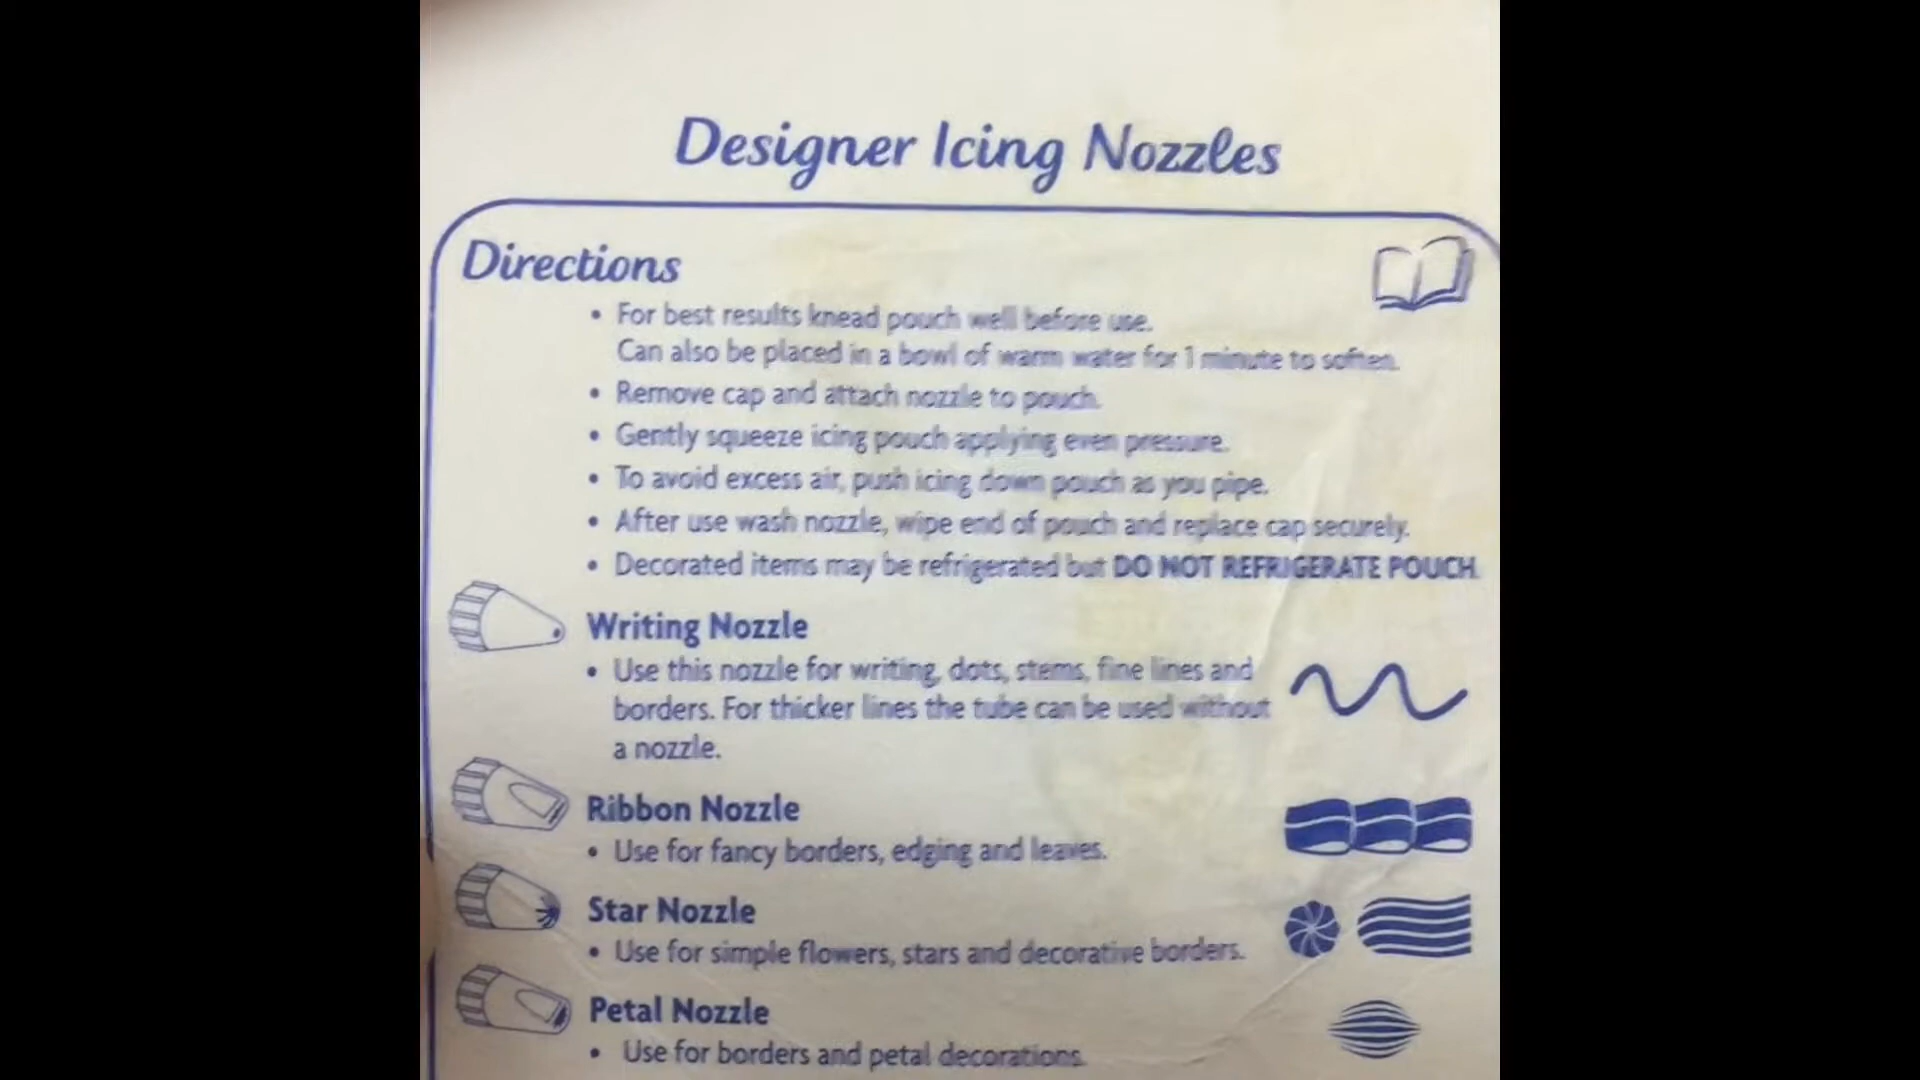 Designer Icing Nozzles
Directions
• For best results knead pouch well before use.
Can also be placed in a bowl of warm water for 1 minute to soften.
• Remove cap and attach nozzle to pouch.
• Gently squeeze icing pouch applying even pressure.
• To avoid excess air, push icing down pouch as you pipe.
• After use wash nozzle, wipe end of pouch and replace cap securely.
• Decorated items may be refrigerated but DO NOT REFRIGERATE POUCH.
Writing Nozzle
• Use this nozzle for writing, dots, stems, fine lines and
borders. For thicker lines the tube can be used without
a nozzle.
Ribbon Nozzle
• Use for fancy borders, edging and leaves.
Star Nozzle
• Use for simple flowers, stars and decorative borders.
Petal Nozzle
• Use for borders and petal decorations.